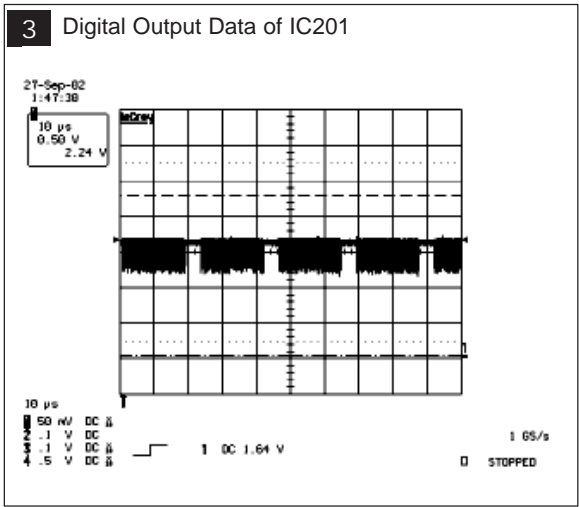 3 Digital Output Data of IC201
27-Sep-02
1:47:38
10 µs
0.50 V
2.24 V
LeCroy
10 µs
50 mV DC
2 .1 V DC
3 .1 V DC
4 .5 V DC
1 DC 1.64 V
1 GS/s
STOPPED